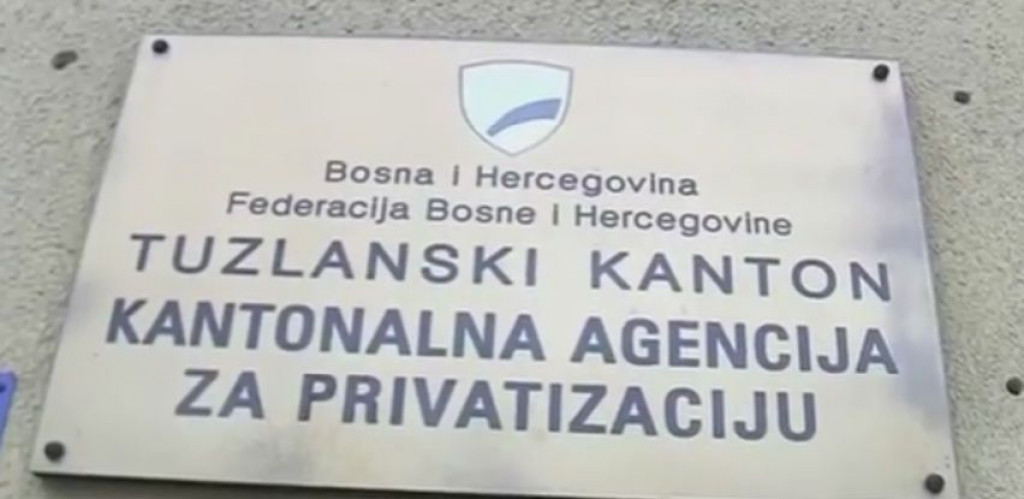 Bosna i Hercegovina
Federacija Bosne i Hercegovine
TUZLANSKI KANTON
KANTONALNA AGENCIJA
ZA PRIVATIZACIJU